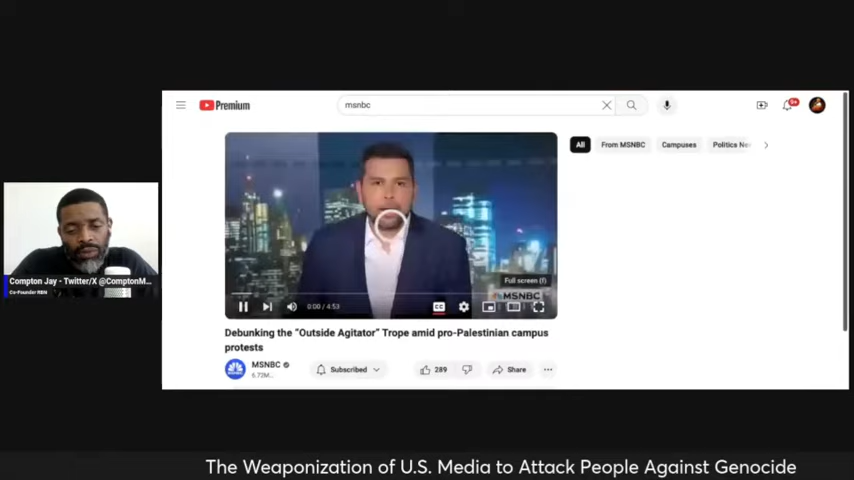 Premium
msnbc
9+
All
From MSNBC
Campuses
Politics Ne
Full screen (f)
MSNBC
0:00 / 4:53
CC
Compton Jay - Twitter/X @ComptonM...
Co-Founder RBN
Debunking the "Outside Agitator" Trope amid pro-Palestinian campus
protests
MSNBC
6.72M...
Subscribed
289
Share
The Weaponization of U.S. Media to Attack People Against Genocide